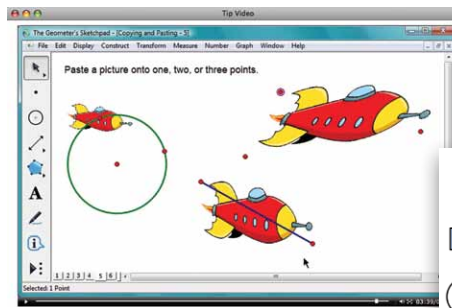 Tip Video
The Geometer's Sketchpad - [Copying and Pasting - 5]
File Edit Display Construct Transform Measure Number Graph Window Help
Paste a picture onto one, two, or three points.
A
1 2 3 4 5 6
Selected: 1 Point